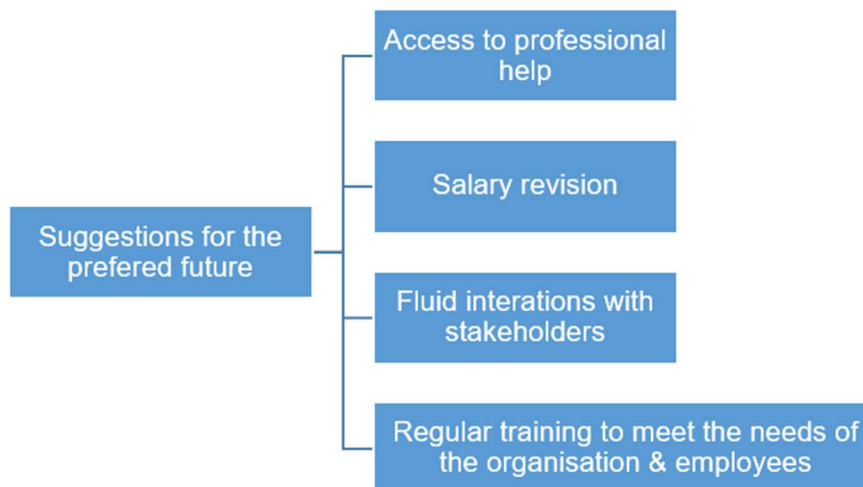 Suggestions for the
prefered future
Access to professional
help
Salary revision
Fluid interations with
stakeholders
Regular training to meet the needs of
the organisation & employees